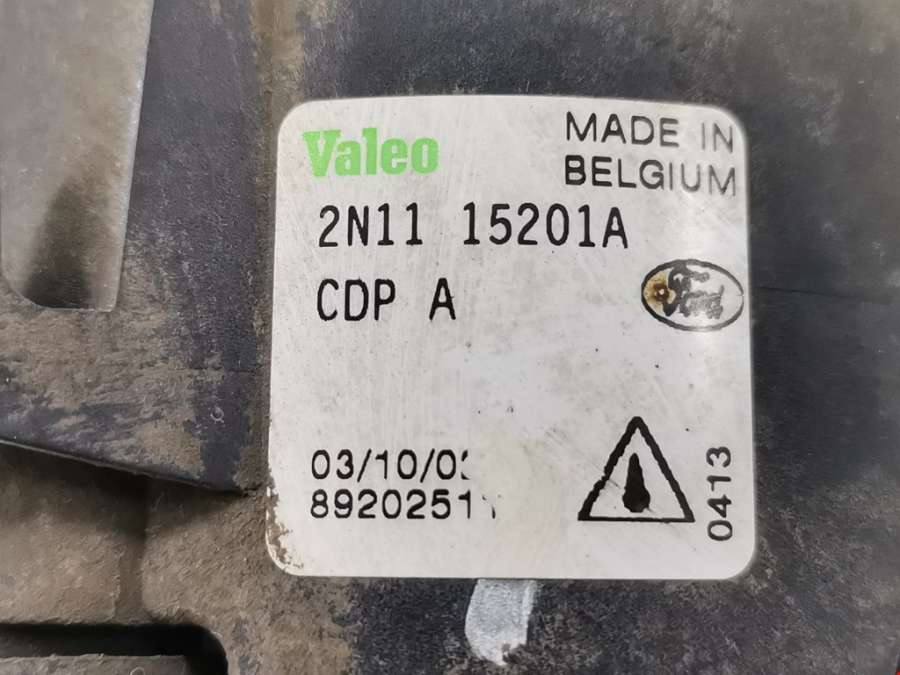 Valeo
MADE IN
BELGIUM
2N11 15201A
CDP A
Ford
0413